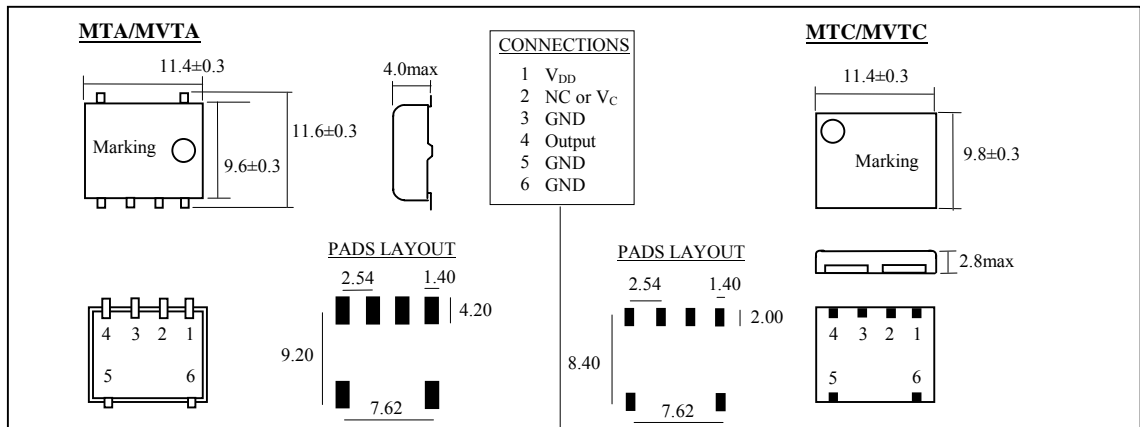 MTA/MVTA
11.4±0.3
Marking
9.6±0.3
11.6±0.3
4.0max
CONNECTIONS
1 VDD
2 NC or VC
3 GND
4 Output
5 GND
6 GND
MTC/MVTC
11.4±0.3
Marking
9.8±0.3
2.8max
4 3 2 1
5 6
PADS LAYOUT
2.54 1.40
4.20
9.20
7.62
PADS LAYOUT
2.54 1.40
2.00
8.40
7.62
4 3 2 1
5 6